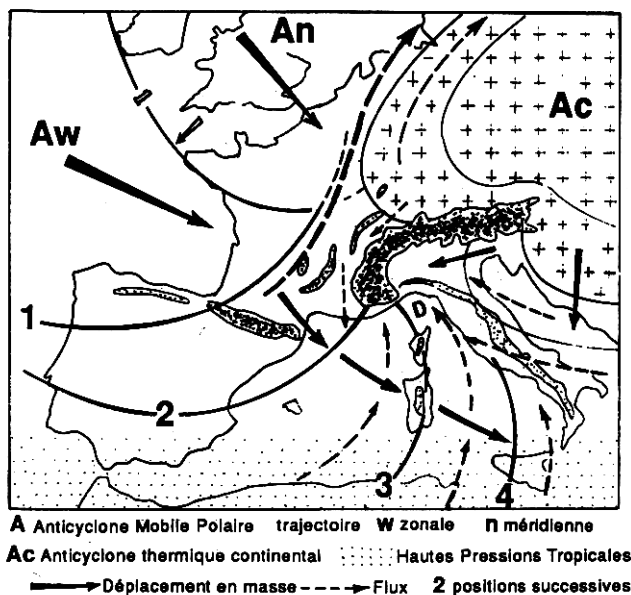 An
Ac
Aw
1
D
2
3
4
A Anticyclone Mobile Polaire trajectoire W zonale n méridienne
Ac Anticyclone thermique continental Hautes Pressions Tropicales
Déplacement en masse Flux 2 positions successives